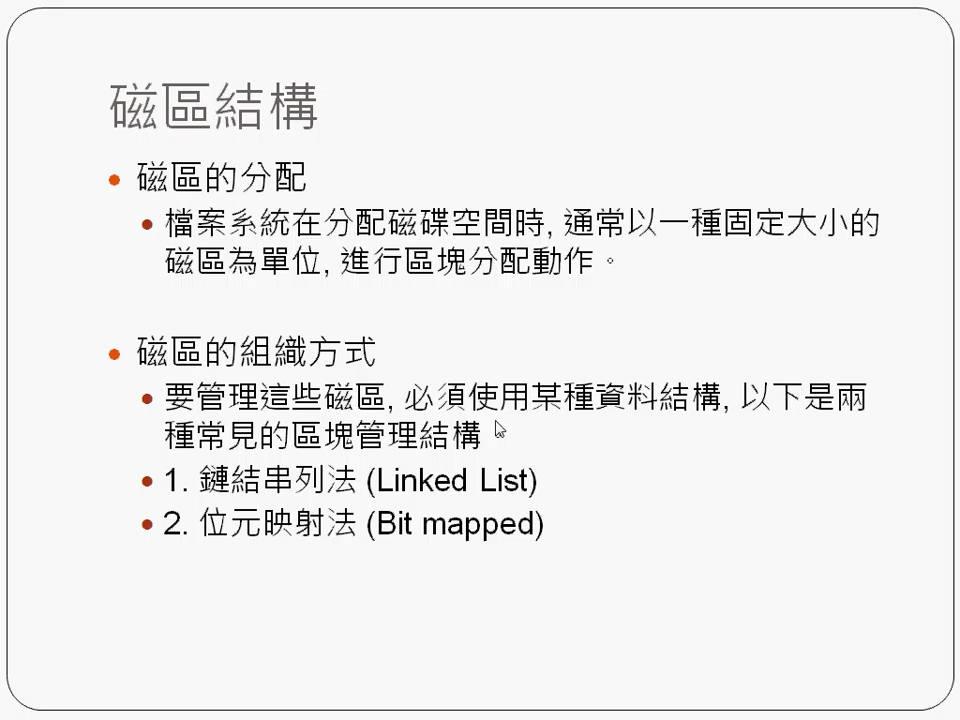 磁區結構
• 磁區的分配
• 檔案系統在分配磁碟空間時, 通常以一種固定大小的
磁區為單位, 進行區塊分配動作。
• 磁區的組織方式
• 要管理這些磁區, 必須使用某種資料結構, 以下是兩
種常見的區塊管理結構
• 1. 鏈結串列法 (Linked List)
• 2. 位元映射法 (Bit mapped)